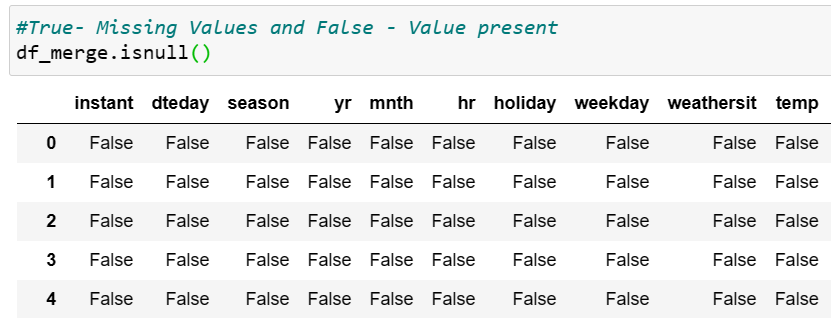 #True- Missing Values and False - Value present
df_merge.isnull()
instant dteday season yr mnth hr holiday weekday weathersit temp
0 False False False False False False False False False False
1 False False False False False False False False False False
2 False False False False False False False False False False
3 False False False False False False False False False False
4 False False False False False False False False False False